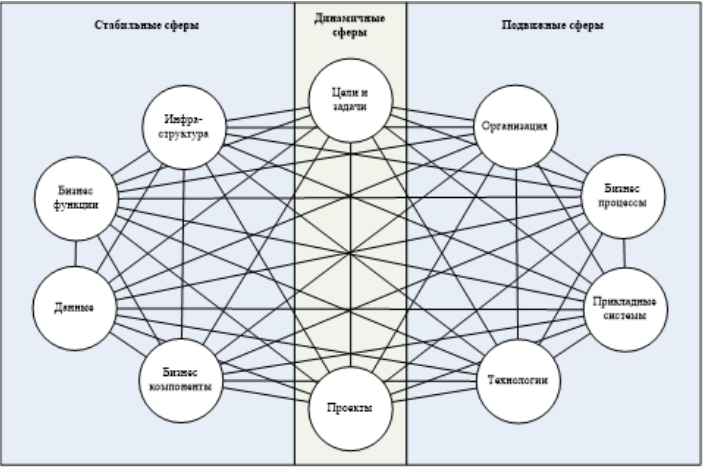 Стабильные сферы
Динамичные
сферы
Подвижные сферы
Цели и
задачи
Инфра-
структура
Организация
Бизнес
функции
Бизнес
процессы
Данные
Прикладные
системы
Бизнес
компоненты
Технологии
Проекты